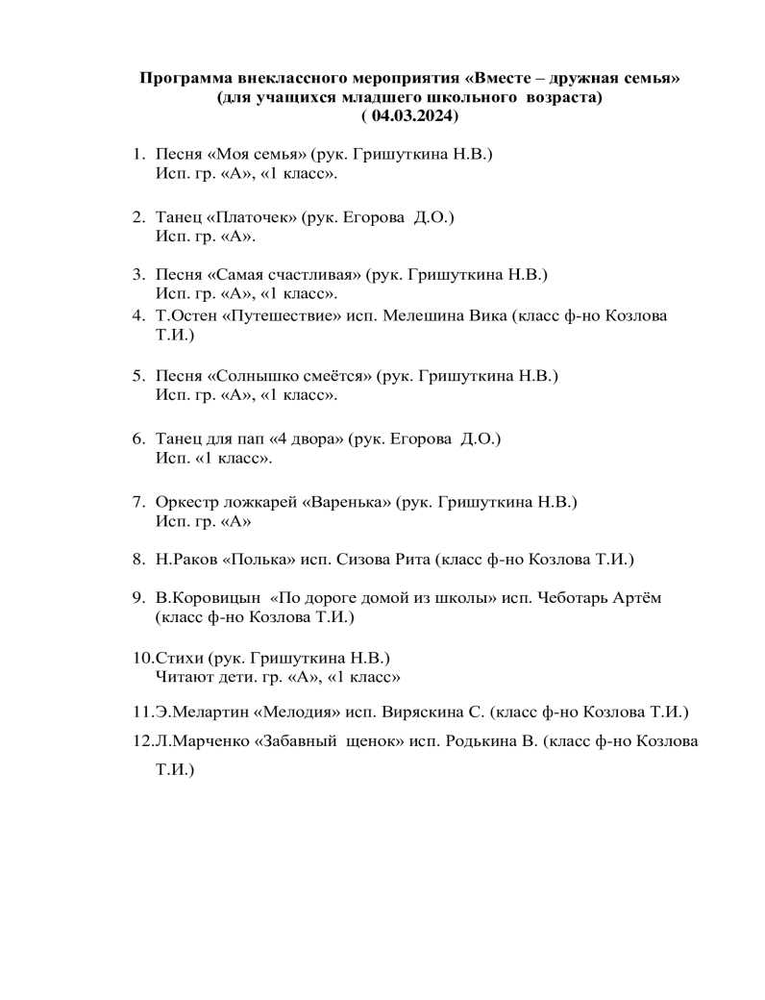 Программа внеклассного мероприятия «Вместе – дружная семья»
(для учащихся младшего школьного  возраста)
( 04.03.2024)
1. Песня «Моя семья» (рук. Гришуткина Н.В.)
Исп. гр. «А», «1 класс».
2. Танец «Платочек» (рук. Егорова  Д.О.)
Исп. гр. «А».
3. Песня «Самая счастливая» (рук. Гришуткина Н.В.)
Исп. гр. «А», «1 класс».
4. Т.Остен «Путешествие» исп. Мелешина Вика (класс ф-но Козлова
Т.И.)
5. Песня «Солнышко смеётся» (рук. Гришуткина Н.В.)
Исп. гр. «А», «1 класс».
6. Танец для пап «4 двора» (рук. Егорова  Д.О.)
Исп. «1 класс».
7. Оркестр ложкарей «Варенька» (рук. Гришуткина Н.В.)
Исп. гр. «А»
8. Н.Раков «Полька» исп. Сизова Рита (класс ф-но Козлова Т.И.)
9. В.Коровицын  «По дороге домой из школы» исп. Чеботарь Артём
(класс ф-но Козлова Т.И.)
10.Стихи (рук. Гришуткина Н.В.)
Читают дети. гр. «А», «1 класс»
11.Э.Мелартин «Мелодия» исп. Виряскина С. (класс ф-но Козлова Т.И.)
12.Л.Марченко «Забавный  щенок» исп. Родькина В. (класс ф-но Козлова
Т.И.)